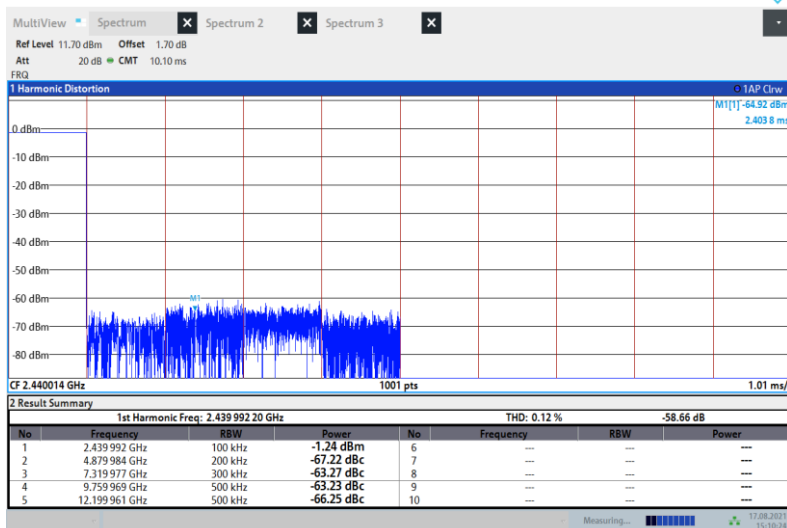 MultiView Spectrum X Spectrum 2 X Spectrum 3 X
Ref Level 11.70 dBm Offset 1.70 dB
Att 20 dB CMT 10.10 ms
FRQ
1 Harmonic Distortion 1AP Clrw
M1[1] -64.92 dBm
2.403 8 ms
0 dBm
-10 dBm
-20 dBm
-30 dBm
-40 dBm
-50 dBm
-60 dBm
M1
-70 dBm
-80 dBm
CF 2.440014 GHz 1001 pts 1.01 ms/
2 Result Summary
1st Harmonic Freq: 2.439 992 20 GHz THD: 0.12 % -58.66 dB
No Frequency RBW Power No Frequency RBW Power
1 2.439 992 GHz 100 kHz -1.24 dBm 6 --- --- ---
2 4.879 984 GHz 200 kHz -67.22 dBc 7 --- --- ---
3 7.319 977 GHz 300 kHz -63.27 dBc 8 --- --- ---
4 9.759 969 GHz 500 kHz -63.23 dBc 9 --- --- ---
5 12.199 961 GHz 500 kHz -66.25 dBc 10 --- --- ---
Measuring... 17.08.2021